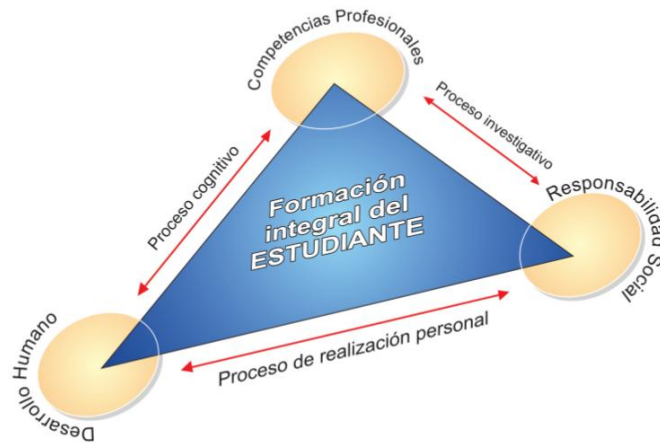 Competencias Profesionales
Proceso investigativo
Proceso cognitivo
Responsabilidad Social
Formación
integral del
ESTUDIANTE
Proceso de realización personal
Desarrollo Humano